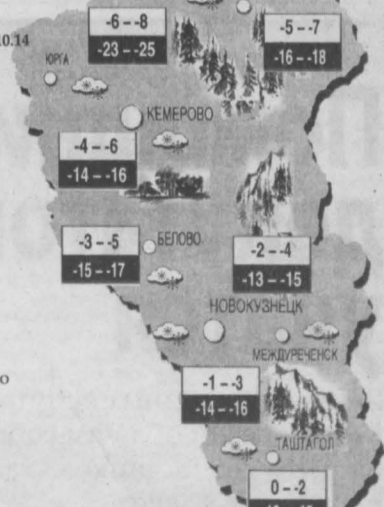 -6 – -8
-23 – -25
-5 – -7
-16 – -18
0.14
ЮРГА
КЕМЕРОВО
-4 – -6
-14 – -16
-3 – -5
-15 – -17
БЕЛОВО
-2 – -4
-13 – -15
НОВОКУЗНЕЦК
МЕЖДУРЕЧЕНСК
о
-1 – -3
-14 – -16
ТАШТАГОЛ
0 – -2